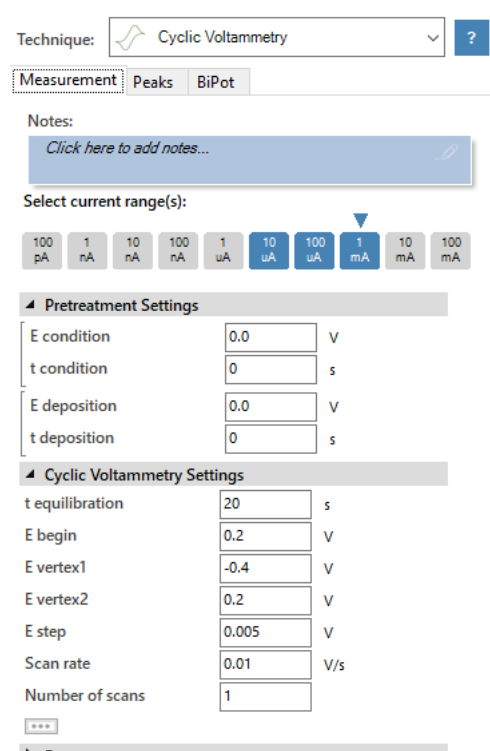 Technique: Cyclic Voltammetry ?
Measurement Peaks BiPot
Notes:
Click here to add notes...
Select current range(s):
100 1 10 100 1 10 100 1 10 100
pA nA nA nA uA uA uA mA mA mA
Pretreatment Settings
E condition 0.0 V
t condition 0 s
E deposition 0.0 V
t deposition 0 s
Cyclic Voltammetry Settings
t equilibration 20 s
E begin 0.2 V
E vertex1 -0.4 V
E vertex2 0.2 V
E step 0.005 V
Scan rate 0.01 V/s
Number of scans 1